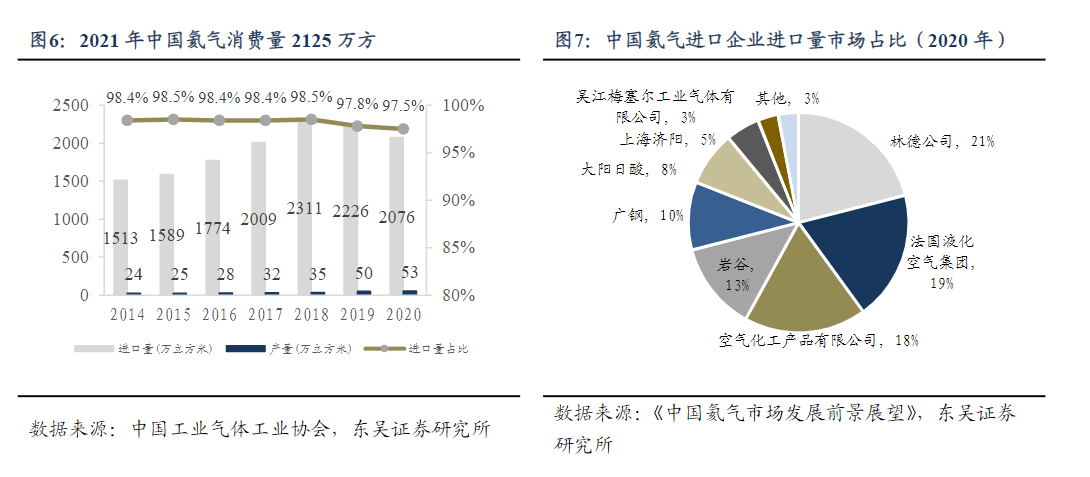 图6：2021 年中国氦气消费量 2125 万方
98.4% 98.5% 98.4% 98.4% 98.5% 97.8% 97.5%
2500
2000
1500
1000
500
0
100%
95%
90%
85%
80%
1513 1589 1774 2009 2311 2226 2076
24 25 28 32 35 50 53
2014 2015 2016 2017 2018 2019 2020
进口量(万立方米) 产量(万立方米) 进口量占比
数据来源：中国工业气体工业协会，东吴证券研究所
图7：中国氦气进口企业进口量市场占比（2020 年）
吴江梅塞尔工业气体有
限公司，3%
其他，3%
上海济阳，5%
林德公司，21%
大阳日酸，8%
广钢，10%
法国液化
空气集团，
19%
岩谷，
13%
空气化工产品有限公司，18%
数据来源：《中国氦气市场发展前景展望》，东吴证券
研究所